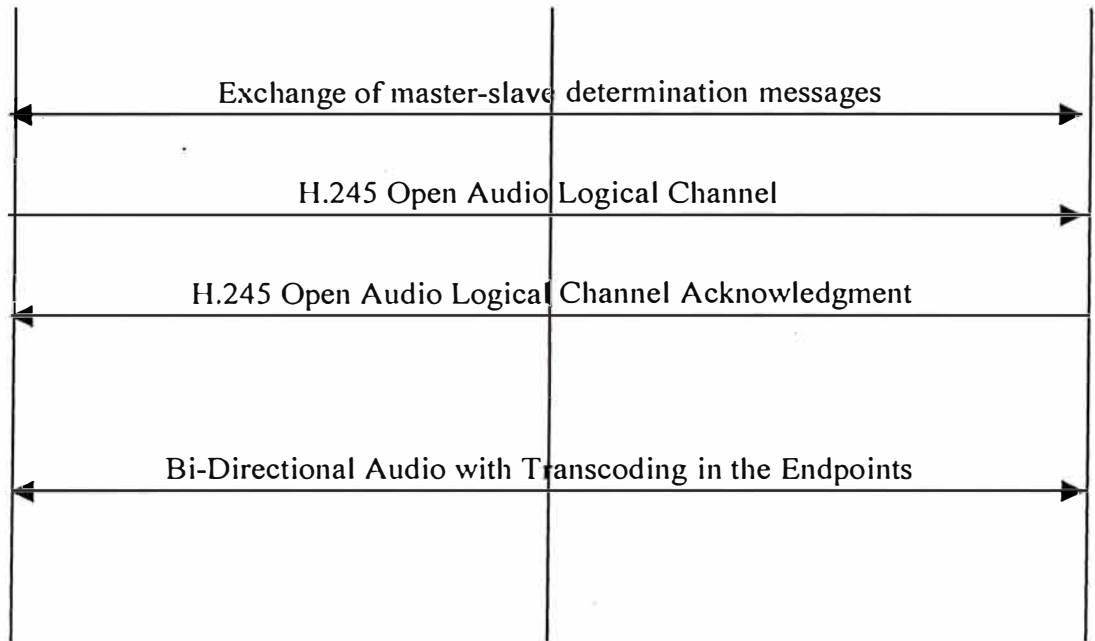 Exchange of master-slave determination messages
H.245 Open Audio Logical Channel
H.245 Open Audio Logical Channel Acknowledgment
Bi-Directional Audio with Transcoding in the Endpoints